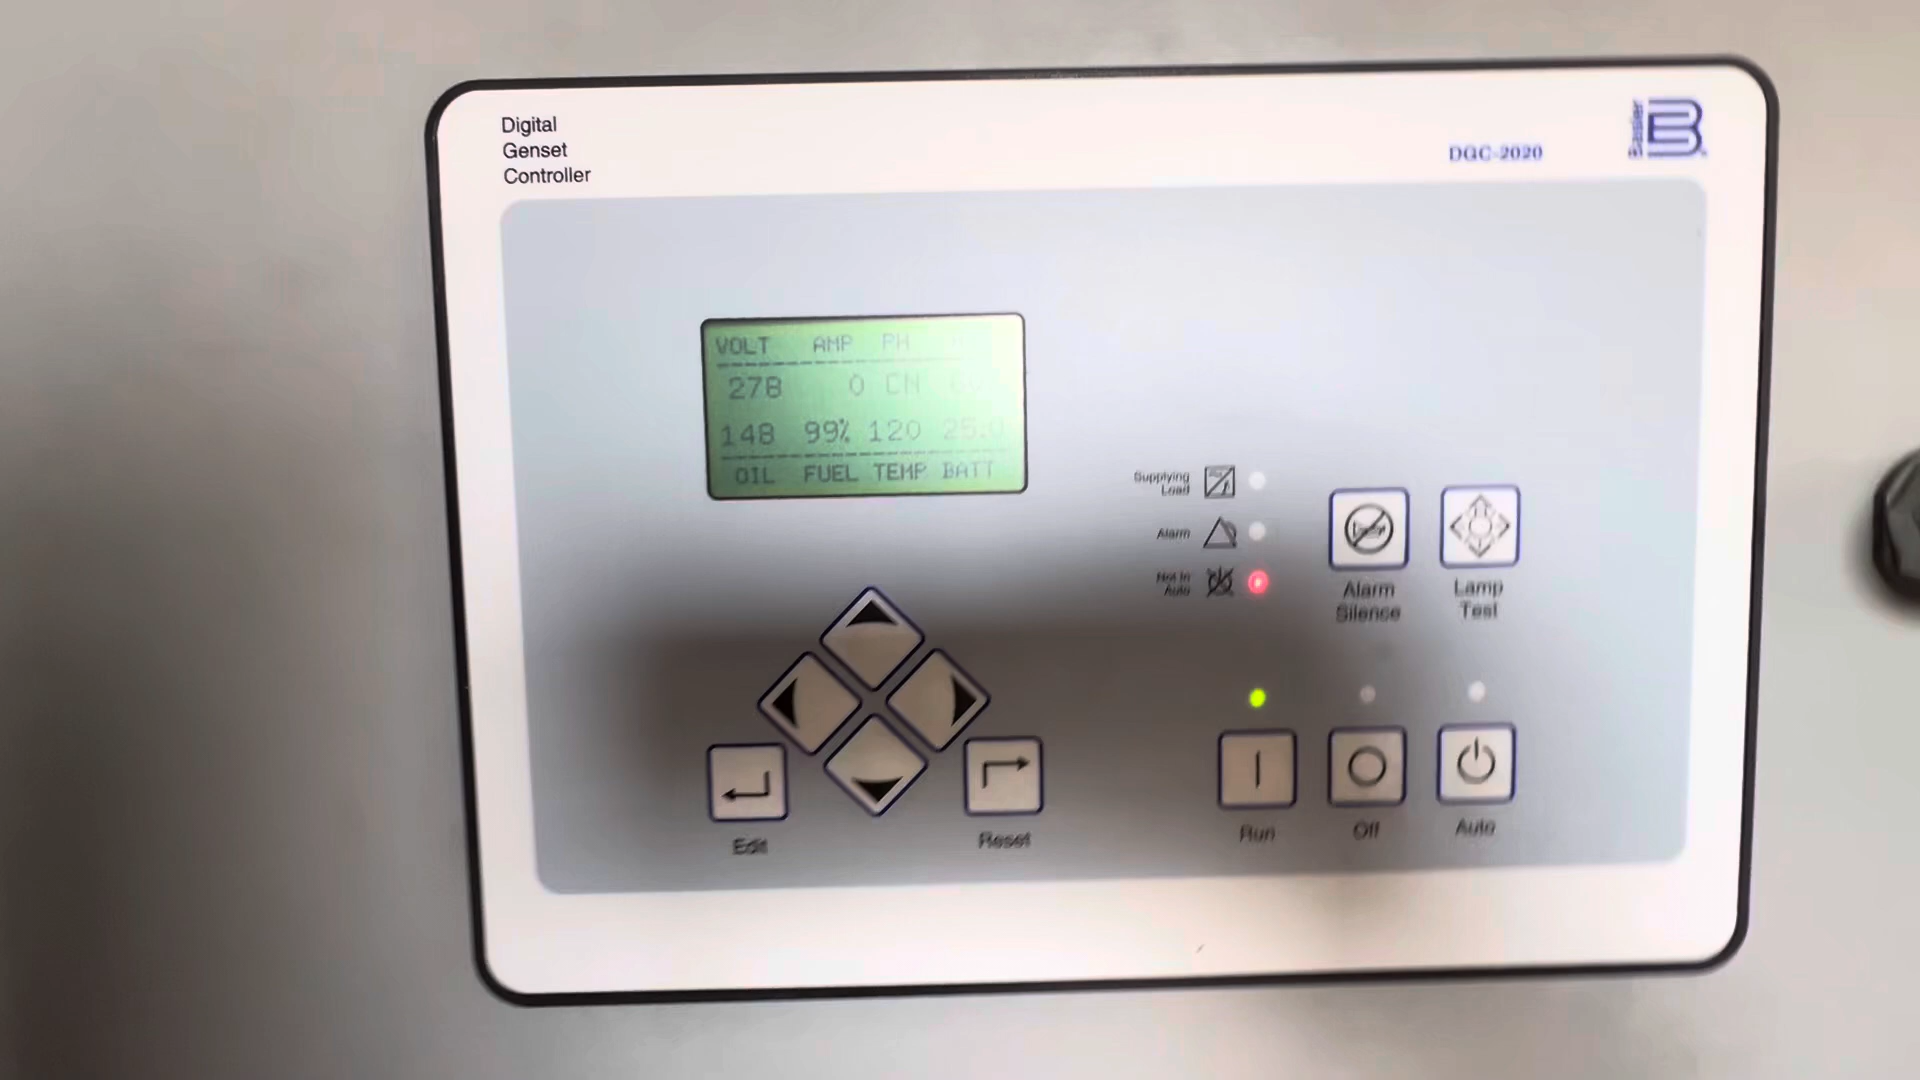 Digital
Genset
Controller
DGC-2020
Basler
VOLT AMP PH
278 0 CN
148 99% 120 25.0
OIL FUEL TEMP BATT
Supplying
Load
Alarm
Not In
Auto
Alarm
Silence
Lamp
Test
Edit
Reset
Run
Off
Auto